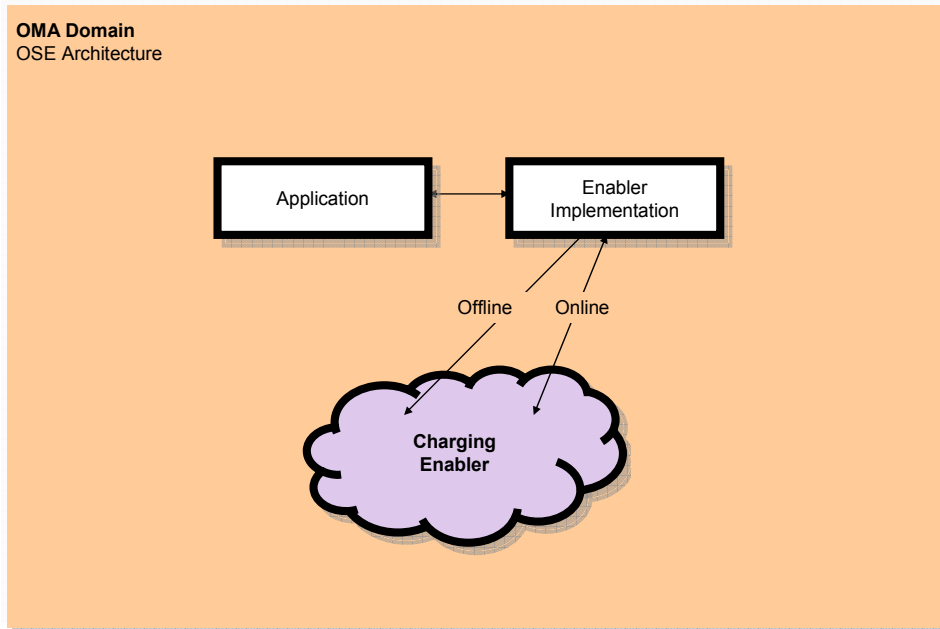 OMA Domain
OSE Architecture
Application
Enabler
Implementation
Offline
Online
Charging
Enabler